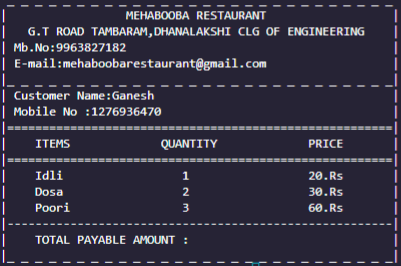 MEHABOOBA RESTAURANT
G.T ROAD TAMBARAM,DHANALAKSHI CLG OF ENGINEERING
Mb.No:9963827182
E-mail:mehaboobarestaurant@gmail.com
Customer Name:Ganesh
Mobile No :1276936470
ITEMS QUANTITY PRICE
Idli 1 20.Rs
Dosa 2 30.Rs
Poori 3 60.Rs
TOTAL PAYABLE AMOUNT :